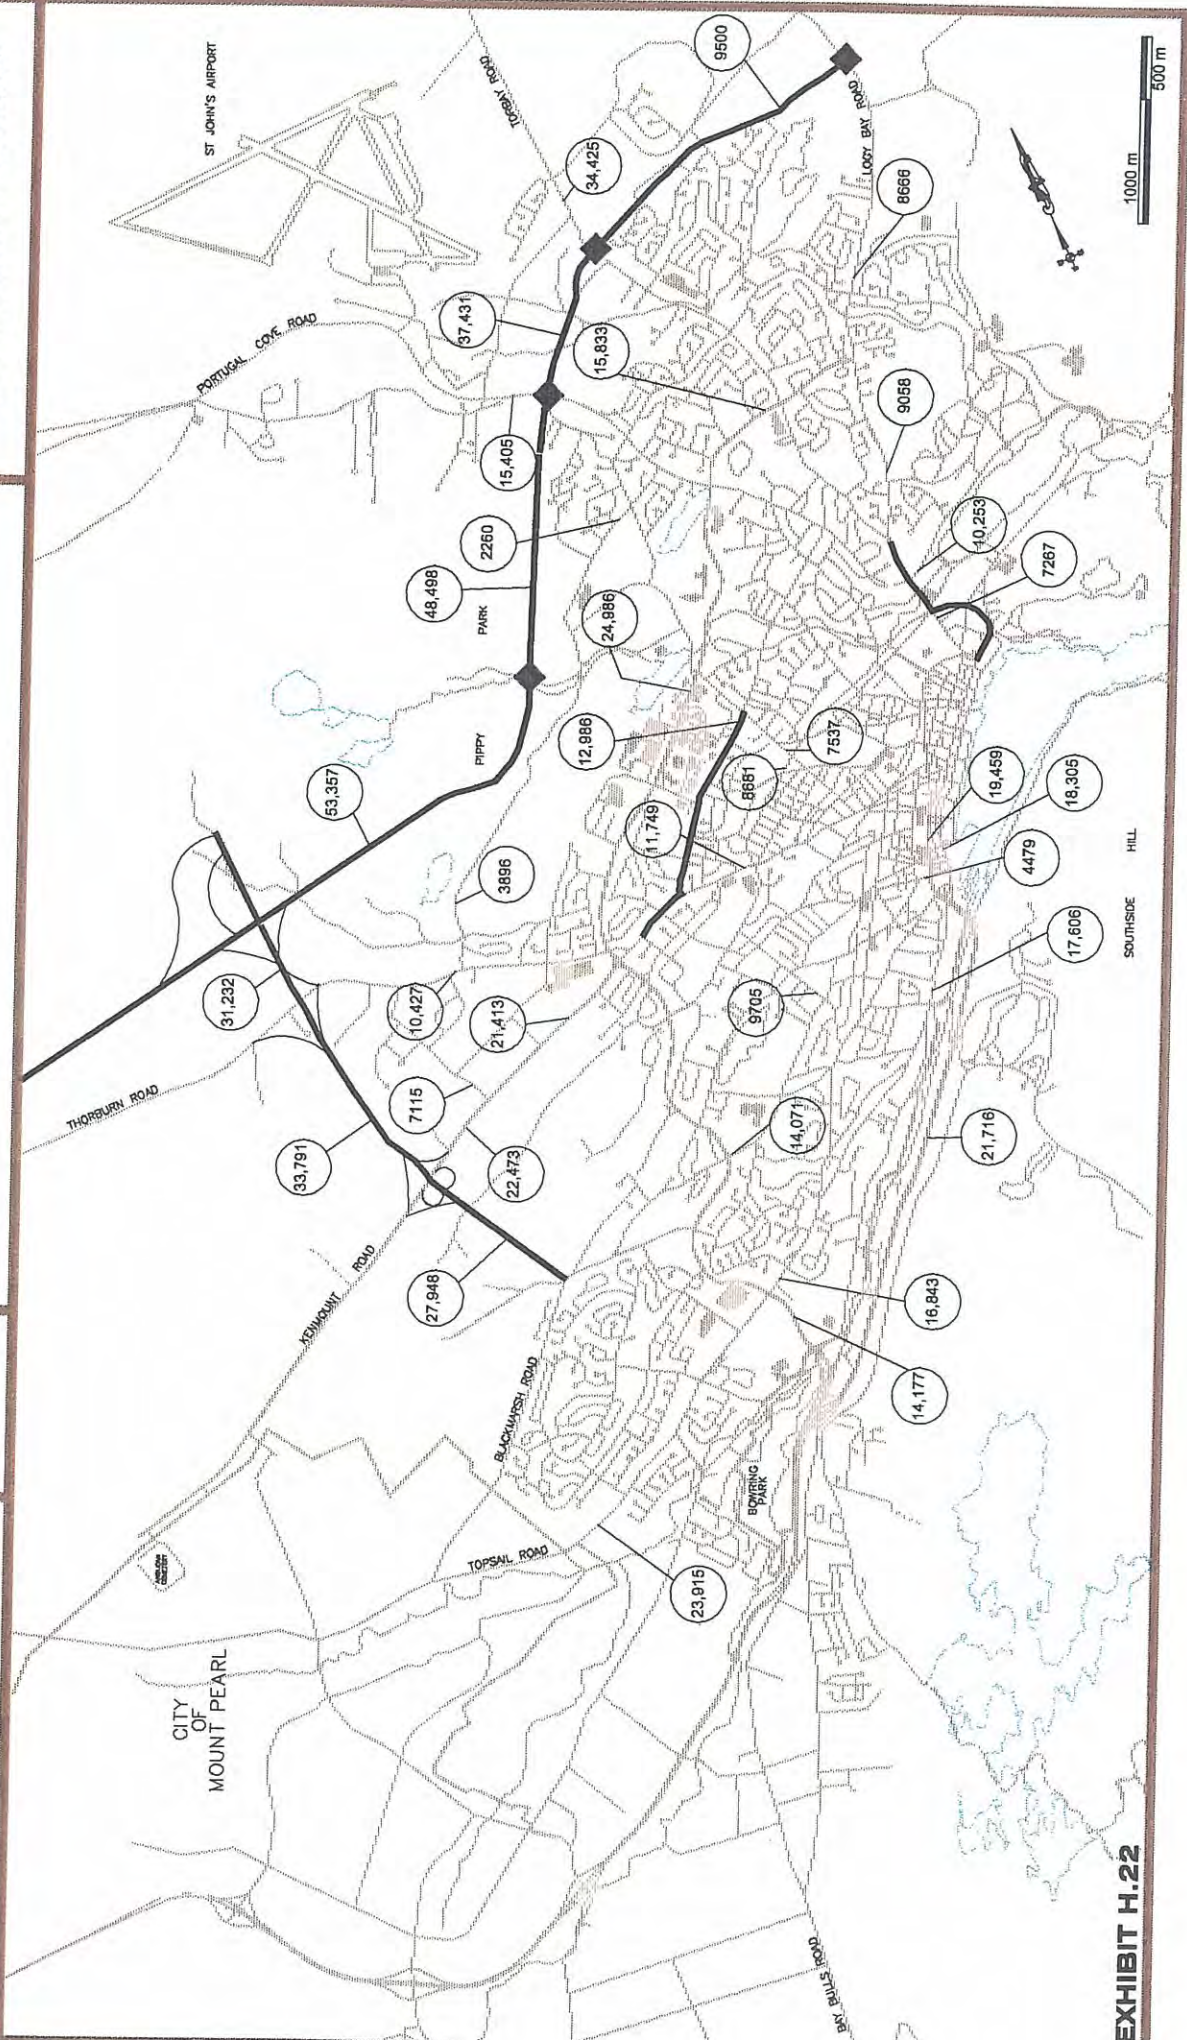 ST JOHN'S AIRPORT
TORBAY ROAD
9500
34,425
LOGY BAY ROAD
8666
1000 m
500 m
PORTUGAL COVE ROAD
37,431
15,833
15,405
9058
2260
48,498
PARK
10,253
7267
24,986
PIPPY
12,986
7537
8681
53,357
11,749
19,459
18,305
4479
3896
HILL
SOUTHSIDE
17,606
31,232
10,427
21,413
9705
THORBURN ROAD
7115
33,791
22,473
14,071
21,716
KENMOUNT ROAD
27,948
16,843
14,177
BLACKMARSH ROAD
BOWRING
PARK
TOPSAIL ROAD
23,915
CITY
OF
MOUNT PEARL
BAY BULLS ROAD
EXHIBIT H.22